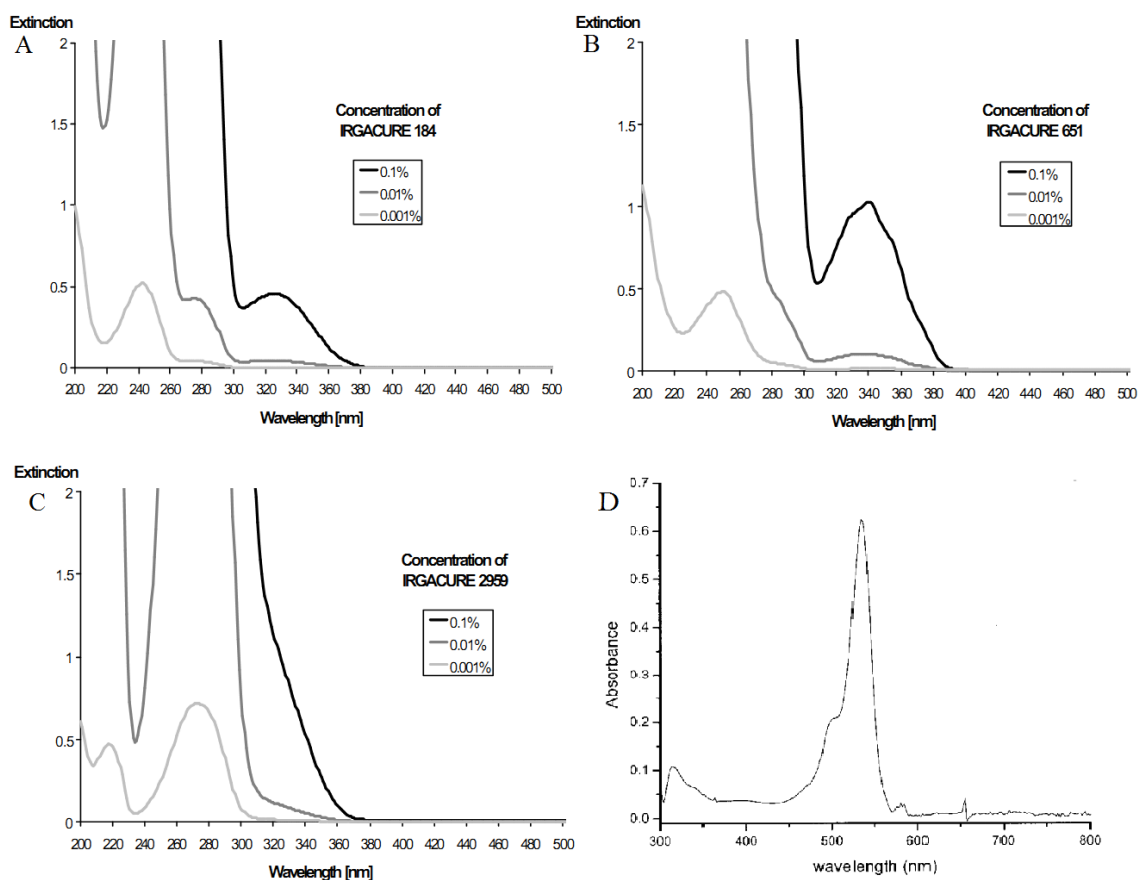 Extinction
A
2
1.5
1
0.5
0
200 220 240 260 280 300 320 340 360 380 400 420 440 460 480 500
Wavelength [nm]
Concentration of
IRGACURE 184
0.1%
0.01%
0.001%
Extinction
B
2
1.5
1
0.5
0
200 220 240 260 280 300 320 340 360 380 400 420 440 460 480 500
Wavelength [nm]
Concentration of
IRGACURE 651
0.1%
0.01%
0.001%
Extinction
C
2
1.5
1
0.5
0
200 220 240 260 280 300 320 340 360 380 400 420 440 460 480 500
Wavelength [nm]
Concentration of
IRGACURE 2959
0.1%
0.01%
0.001%
D
0.7
0.6
0.5
0.4
0.3
0.2
0.1
0.0
Absorbance
300 400 500 600 700 800
wavelength (nm)